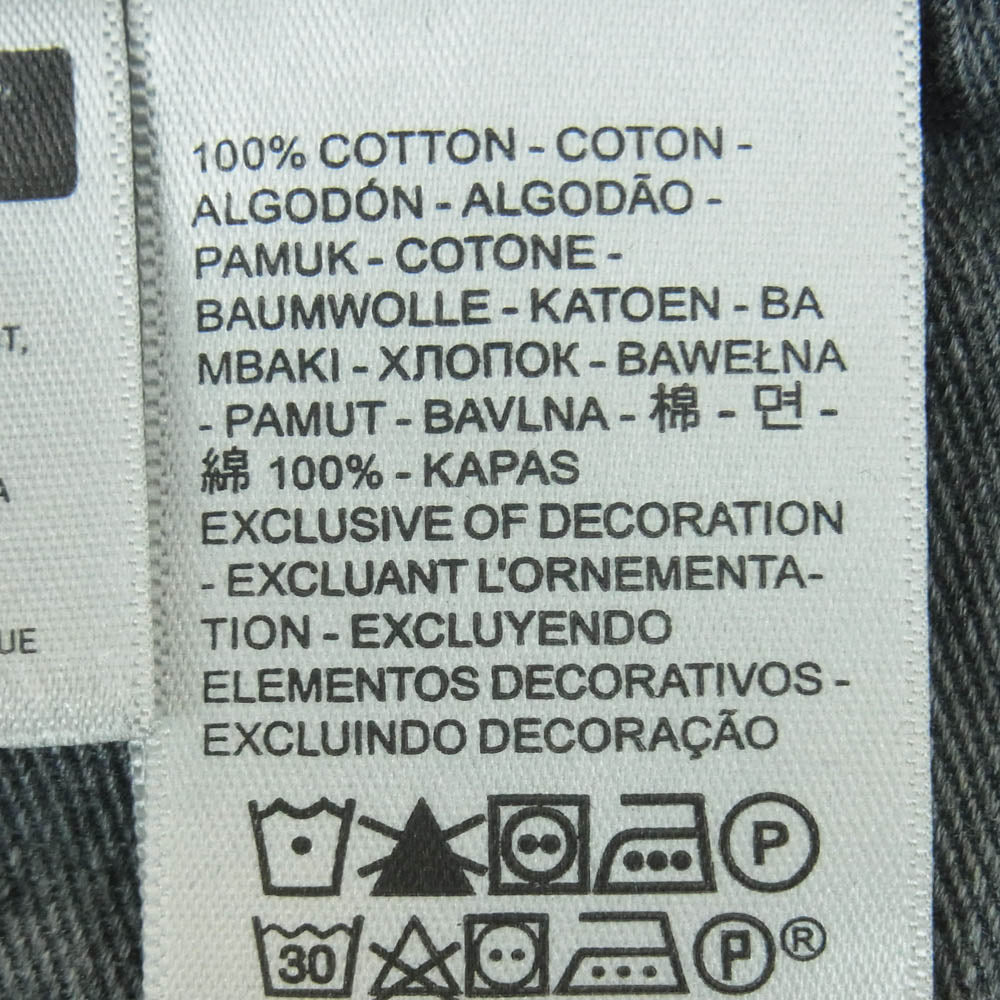 100% COTTON - COTON -
ALGODÓN - ALGODÃO -
PAMUK - COTONE -
BAUMWOLLE - KATOEN - BA
MBAKI - ХЛОПОК - BAWEŁNA
- PAMUT - BAVLNA - 棉 - 면 -
綿 100% - KAPAS
EXCLUSIVE OF DECORATION
- EXCLUANT L'ORNEMENTA-
TION - EXCLUYENDO
ELEMENTOS DECORATIVOS -
EXCLUINDO DECORAÇÃO
P
30 P ®
T,
A
UE